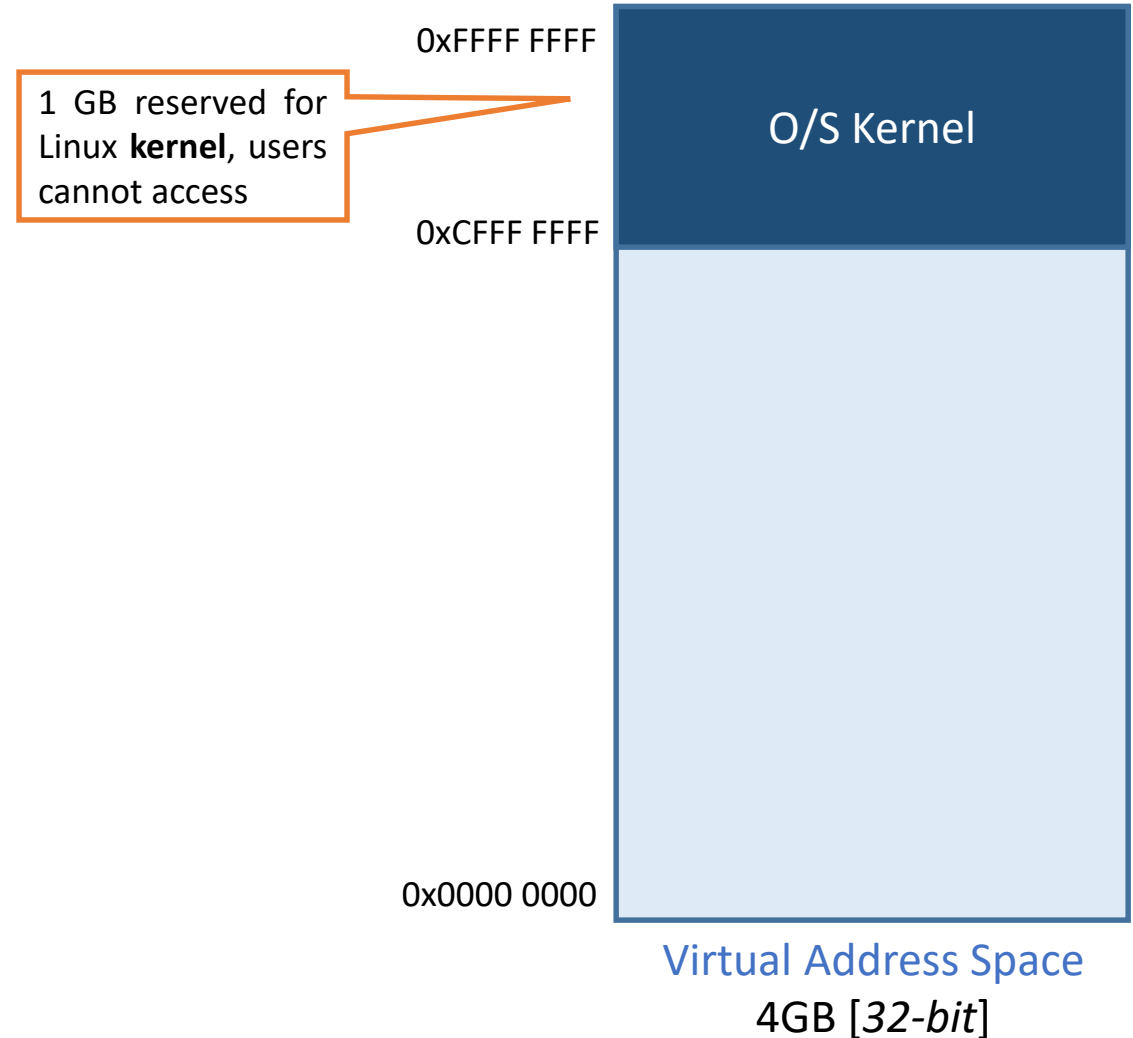 0xFFFF FFFF
1 GB reserved for
Linux kernel, users
cannot access
O/S Kernel
0xCFFF FFFF
0x0000 0000
Virtual Address Space
4GB [32-bit]